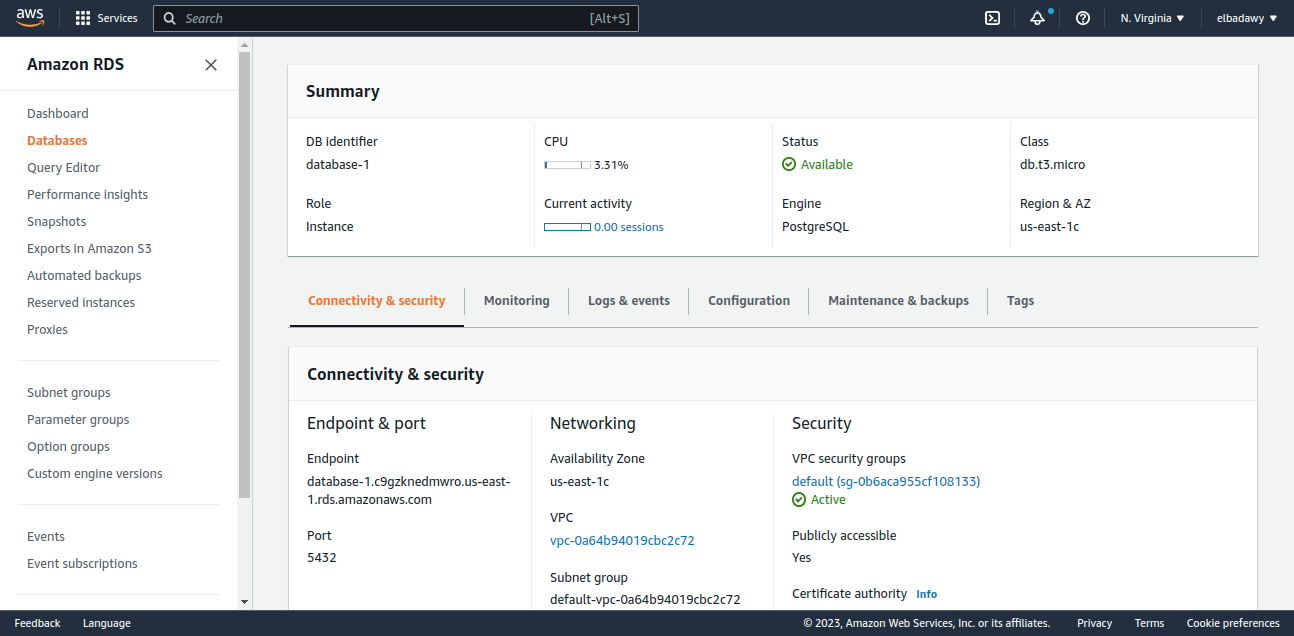 aws
Services
Search
[Alt+S]
N. Virginia
elbadawy
Amazon RDS
Dashboard
Databases
Query Editor
Performance insights
Snapshots
Exports in Amazon S3
Automated backups
Reserved instances
Proxies
Subnet groups
Parameter groups
Option groups
Custom engine versions
Events
Event subscriptions
Summary
DB identifier
database-1
CPU
3.31%
Status
Available
Class
db.t3.micro
Role
Instance
Current activity
0.00 sessions
Engine
PostgreSQL
Region & AZ
us-east-1c
Connectivity & security
Monitoring
Logs & events
Configuration
Maintenance & backups
Tags
Connectivity & security
Endpoint & port
Endpoint
database-1.c9gzknedmwro.us-east-
1.rds.amazonaws.com
Port
5432
Networking
Availability Zone
us-east-1c
VPC
vpc-0a64b94019cbc2c72
Subnet group
default-vpc-0a64b94019cbc2c72
Security
VPC security groups
default (sg-0b6aca955cf108133)
Active
Publicly accessible
Yes
Certificate authority Info
Feedback
Language
© 2023, Amazon Web Services, Inc. or its affiliates.
Privacy
Terms
Cookie preferences